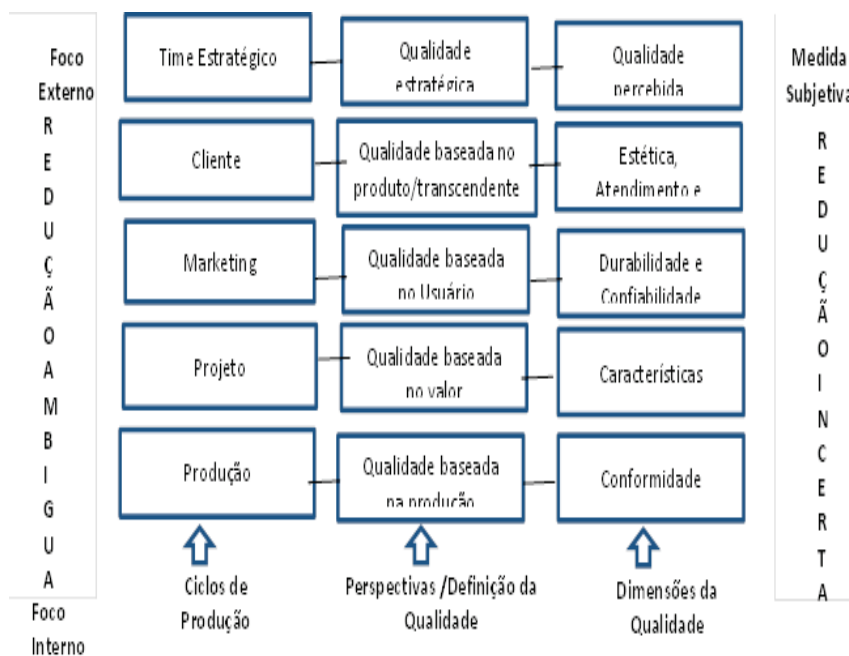 Foco
Externo
R
E
D
U
Ç
Ã
O
A
M
B
I
G
U
A
Foco
Interno
Time Estratégico
Qualidade
estratégica
Qualidade
percebida
Cliente
Qualidade baseada no
produto/transcendente
Estética,
Atendimento e
Marketing
Qualidade baseada
no Usuário
Durabilidade e
Confiabilidade
Projeto
Qualidade baseada
no valor
Características
Produção
Qualidade baseada
na produção
Conformidade
Ciclos de
Produção
Perspectivas /Definição da
Qualidade
Dimensões da
Qualidade
Medida
Subjetiva
R
E
D
U
Ç
Ã
O
I
N
C
E
R
T
A